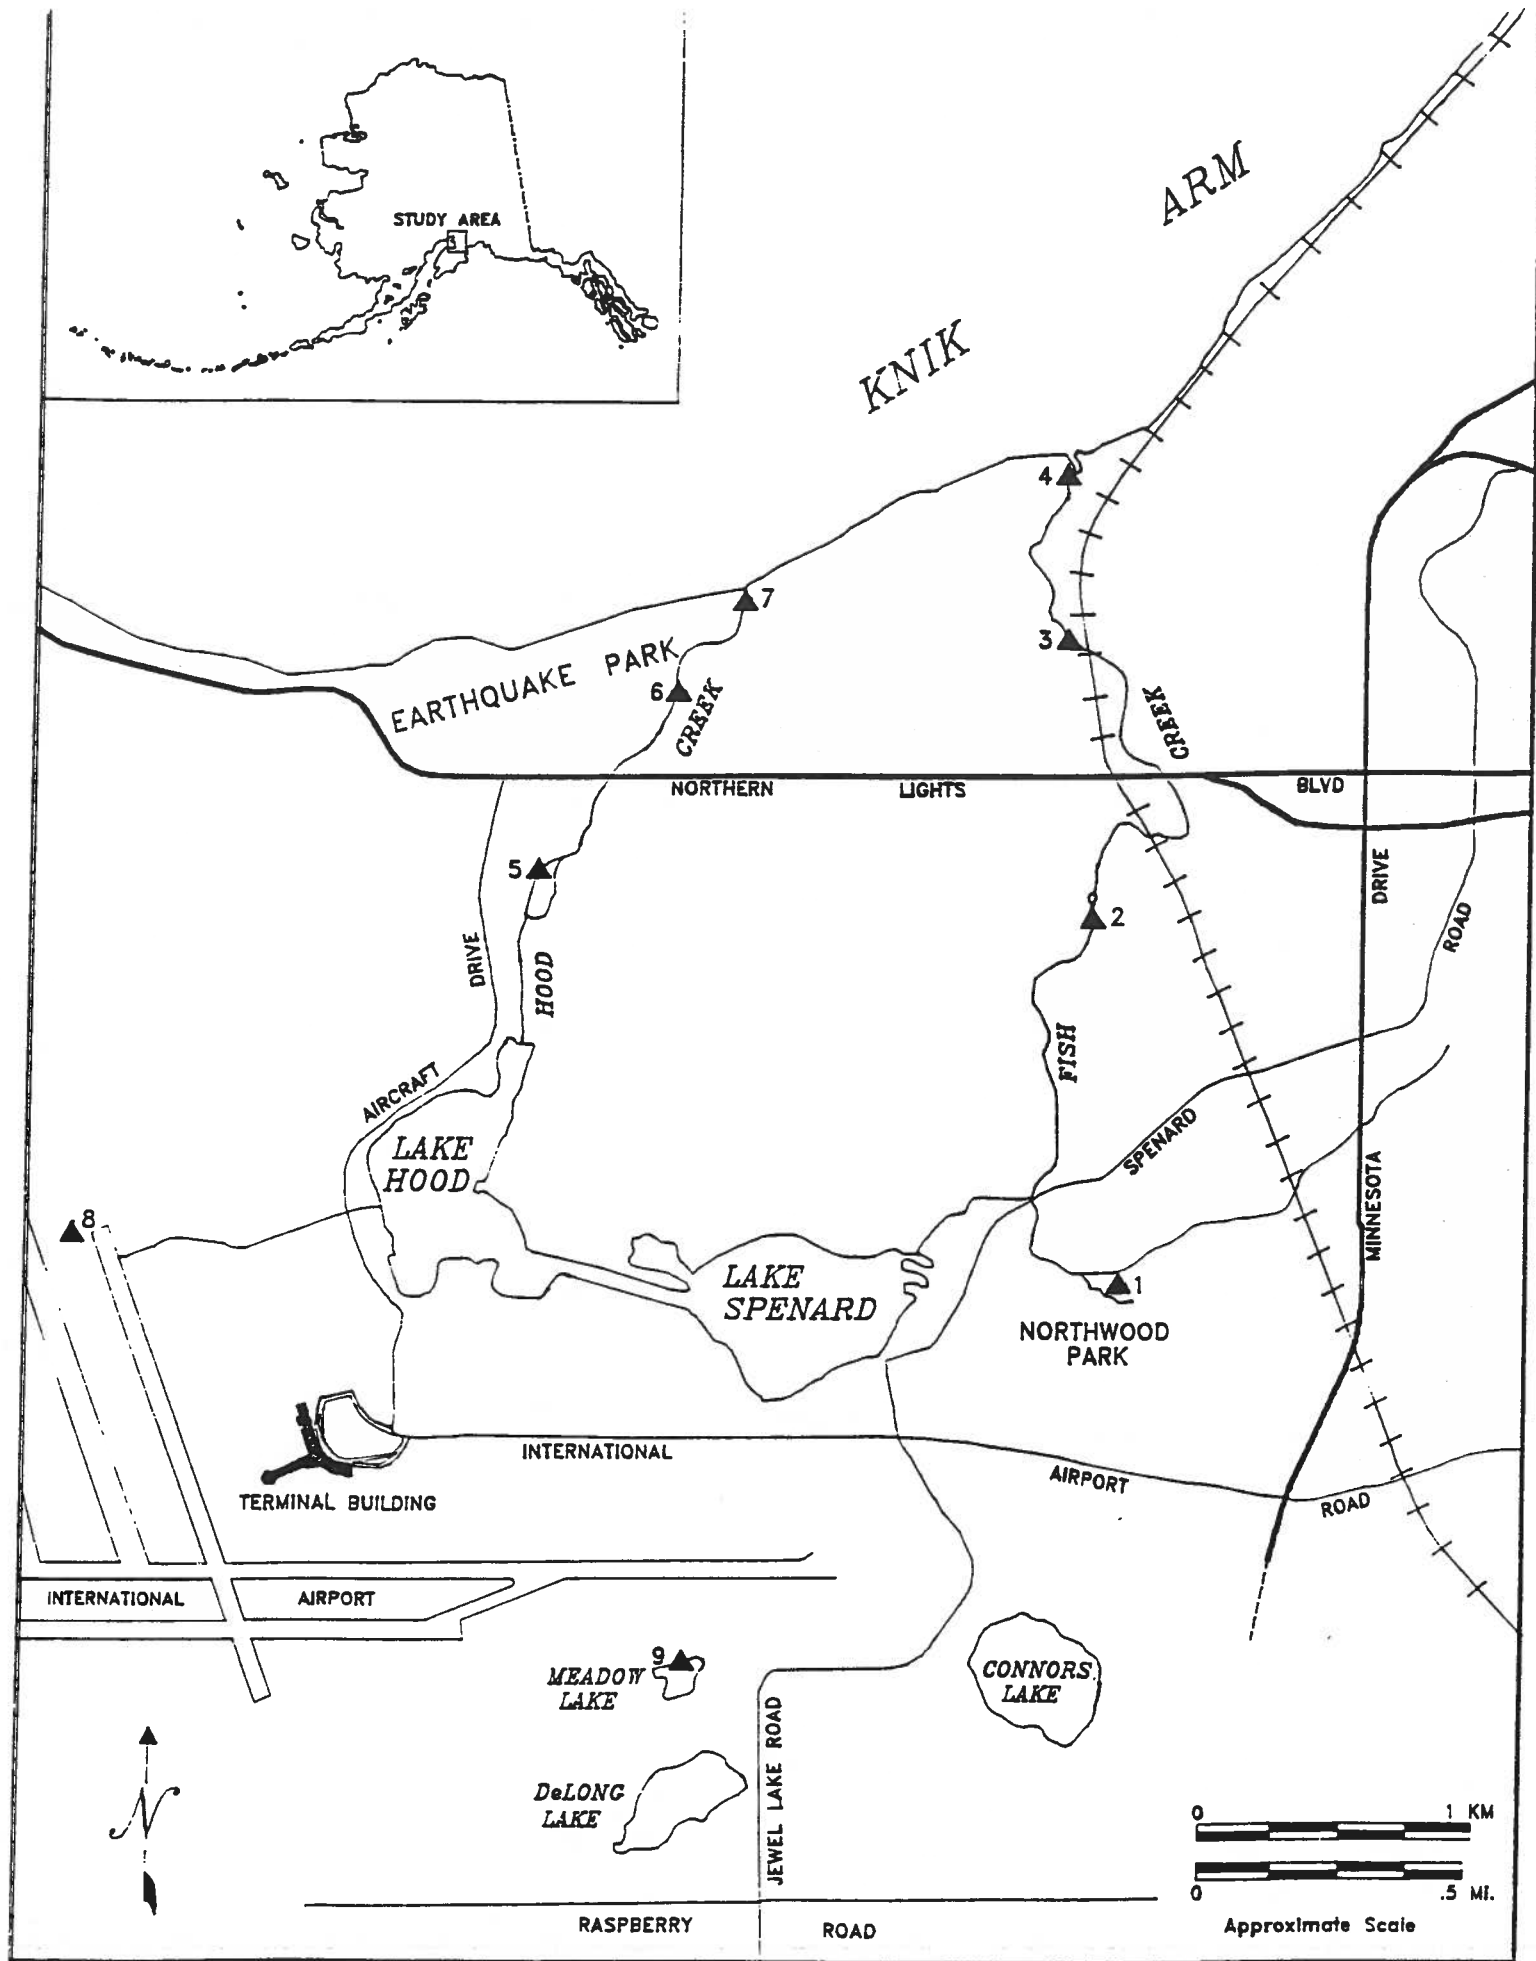 STUDY AREA
KNIK ARM
4
7
3
EARTHQUAKE PARK
6
CREEK
CREEK
NORTHERN LIGHTS BLVD
5
2
DRIVE
DRIVE
ROAD
HOOD
FISH
AIRCRAFT
SPENARD
LAKE
HOOD
MINNESOTA
8
LAKE
SPENARD
1
NORTHWOOD
PARK
INTERNATIONAL AIRPORT ROAD
TERMINAL BUILDING
INTERNATIONAL AIRPORT
9
MEADOW
LAKE
CONNORS
LAKE
JEWEL LAKE ROAD
DeLONG
LAKE
N
0 1 KM
0 .5 MI.
Approximate Scale
RASPBERRY ROAD